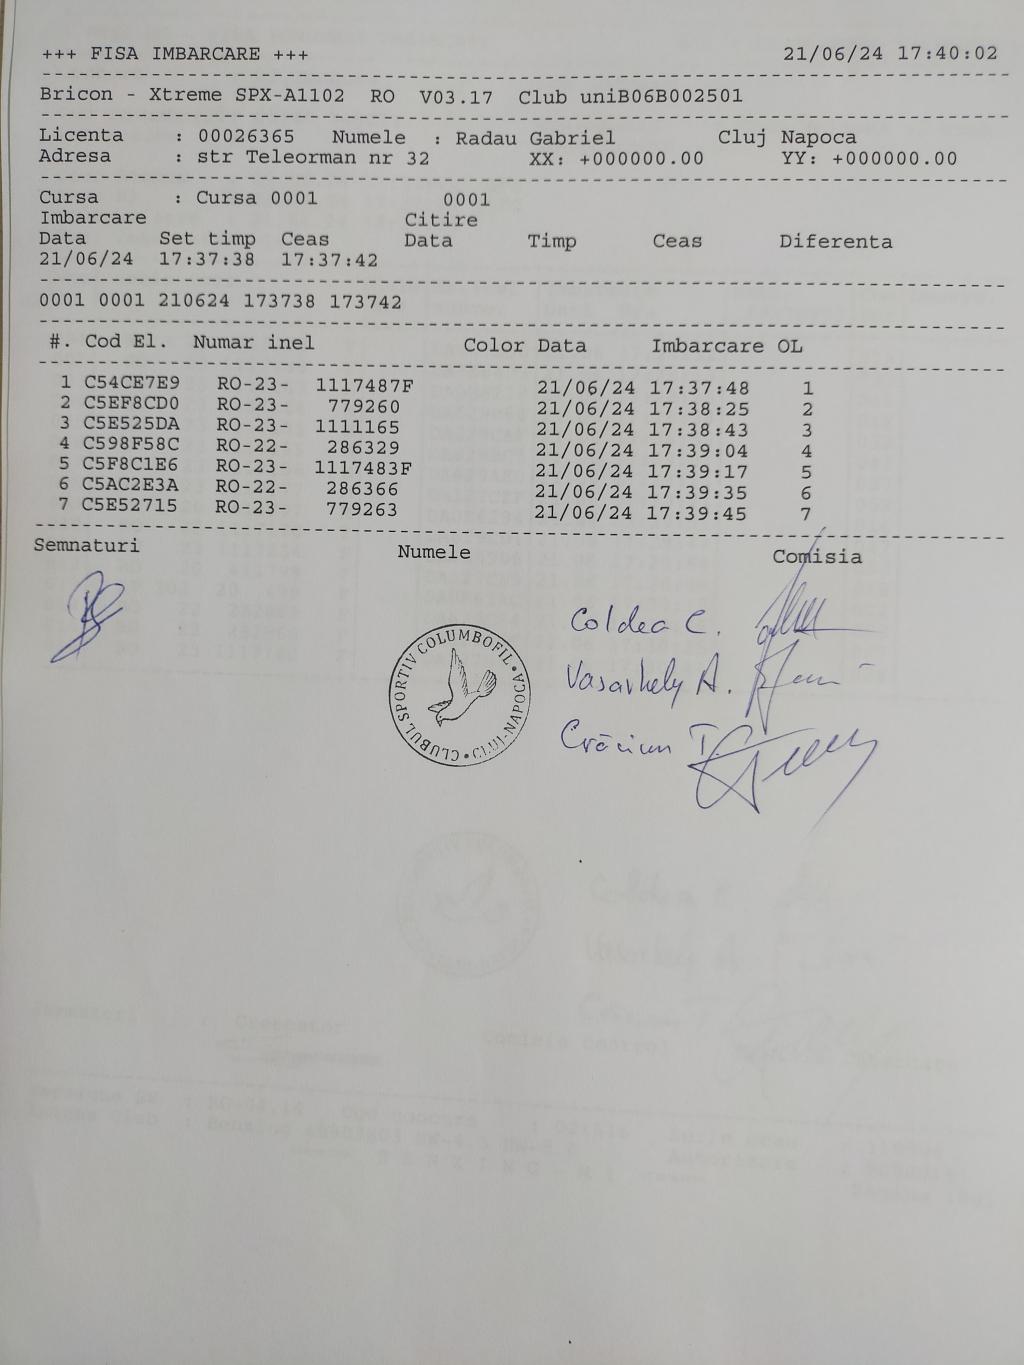 +++ FISA IMBARCARE +++ 21/06/24 17:40:02
Bricon - Xtreme SPX-A1102 RO V03.17 Club uniB06B002501
Licenta : 00026365 Numele : Radau Gabriel Cluj Napoca
Adresa : str Teleorman nr 32 XX: +000000.00 YY: +000000.00
Cursa : Cursa 0001 0001
Imbarcare Citire
Data Set timp Ceas Data Timp Ceas Diferenta
21/06/24 17:37:38 17:37:42
0001 0001 210624 173738 173742
#. Cod El. Numar inel Color Data Imbarcare OL
1 C54CE7E9 RO-23- 1117487F 21/06/24 17:37:48 1
2 C5EF8CD0 RO-23- 779260 21/06/24 17:38:25 2
3 C5E525DA RO-23- 1111165 21/06/24 17:38:43 3
4 C598F58C RO-22- 286329 21/06/24 17:39:04 4
5 C5F8C1E6 RO-23- 1117483F 21/06/24 17:39:17 5
6 C5AC2E3A RO-22- 286366 21/06/24 17:39:35 6
7 C5E52715 RO-23- 779263 21/06/24 17:39:45 7
Semnaturi Numele Comisia
Coldea C.
Vasarhely A.
Crăciun T.
CLUBUL SPORTIV COLUMBOFIL • CLUJ-NAPOCA •